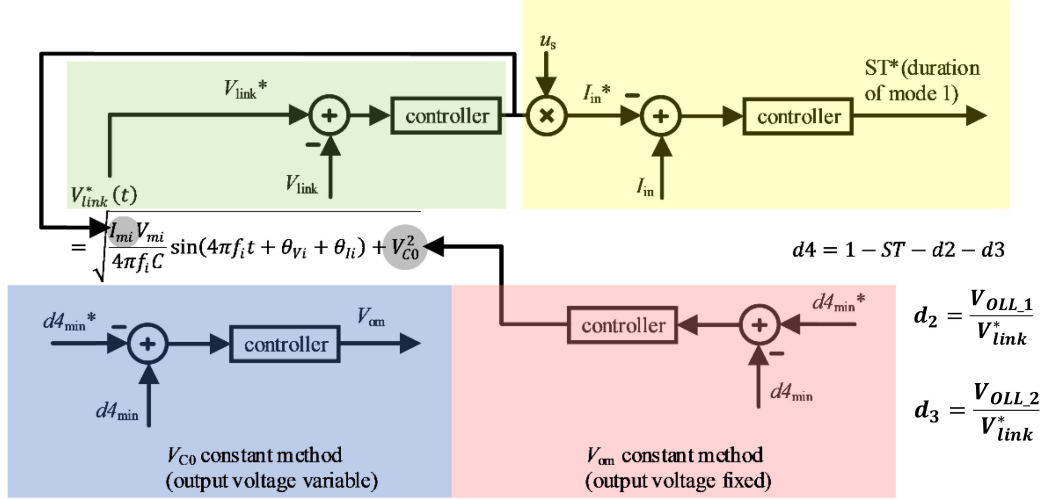 u_s
V_link*
+
−
controller
V_link
×
I_in*
−
+
I_in
controller
ST*(duration
of mode 1)
V*_link(t)
= √((I_mi V_mi)/(4πf_i C) sin(4πf_i t + θ_Vi + θ_Ii) + V²_C0)
d4 = 1 − ST − d2 − d3
d4_min*
−
+
controller
V_om
d4_min
V_C0 constant method
(output voltage variable)
controller
+
d4_min*
−
d4_min
V_om constant method
(output voltage fixed)
d_2 = V_OLL_1/V*_link
d_3 = V_OLL_2/V*_link